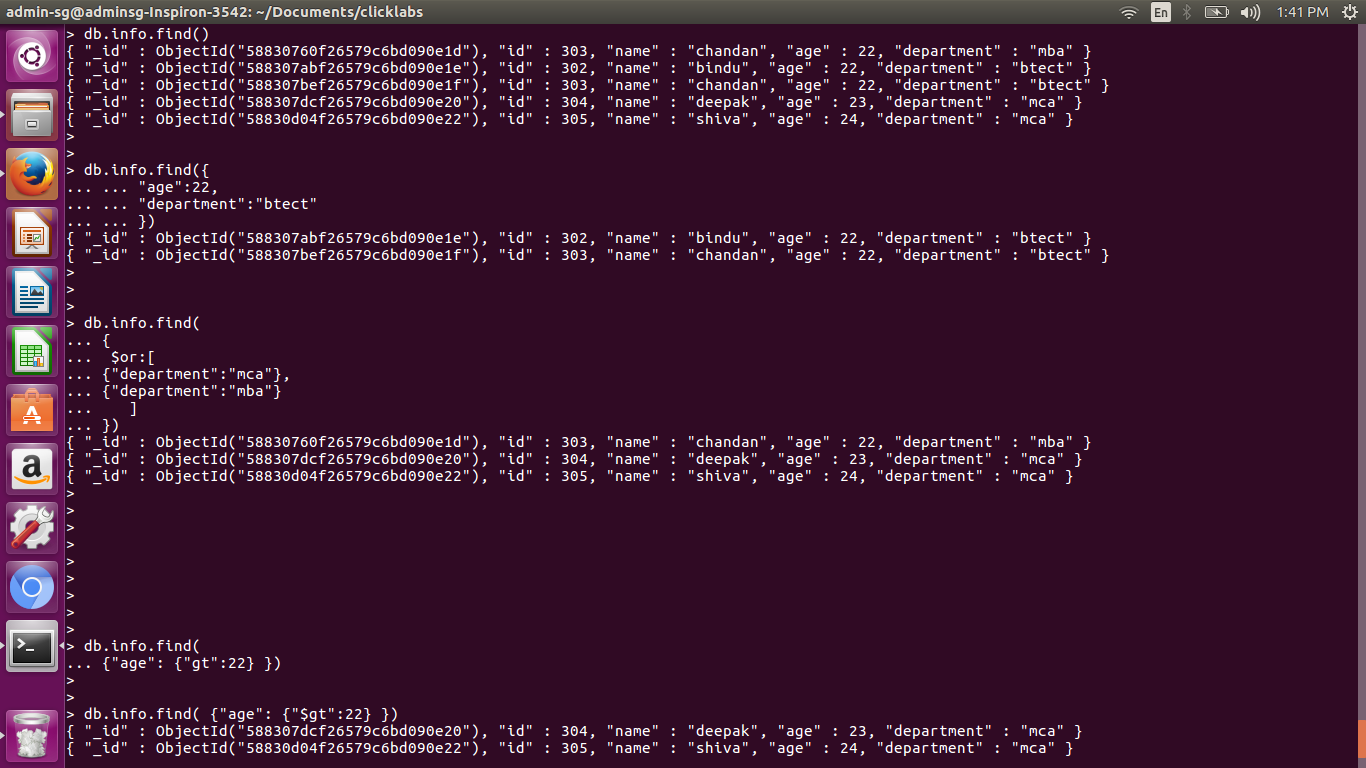 admin-sg@adminsg-Inspiron-3542: ~/Documents/clicklabs En 1:41 PM
> db.info.find()
{ "_id" : ObjectId("58830760f26579c6bd090e1d"), "id" : 303, "name" : "chandan", "age" : 22, "department" : "mba" }
{ "_id" : ObjectId("588307abf26579c6bd090e1e"), "id" : 302, "name" : "bindu", "age" : 22, "department" : "btect" }
{ "_id" : ObjectId("588307bef26579c6bd090e1f"), "id" : 303, "name" : "chandan", "age" : 22, "department" : "btect" }
{ "_id" : ObjectId("588307dcf26579c6bd090e20"), "id" : 304, "name" : "deepak", "age" : 23, "department" : "mca" }
{ "_id" : ObjectId("58830d04f26579c6bd090e22"), "id" : 305, "name" : "shiva", "age" : 24, "department" : "mca" }
>
>
> db.info.find({
... ... "age":22,
... ... "department":"btect"
... ... })
{ "_id" : ObjectId("588307abf26579c6bd090e1e"), "id" : 302, "name" : "bindu", "age" : 22, "department" : "btect" }
{ "_id" : ObjectId("588307bef26579c6bd090e1f"), "id" : 303, "name" : "chandan", "age" : 22, "department" : "btect" }
>
>
>
> db.info.find(
... {
...  $or:[
... {"department":"mca"},
... {"department":"mba"}
...    ]
... })
{ "_id" : ObjectId("58830760f26579c6bd090e1d"), "id" : 303, "name" : "chandan", "age" : 22, "department" : "mba" }
{ "_id" : ObjectId("588307dcf26579c6bd090e20"), "id" : 304, "name" : "deepak", "age" : 23, "department" : "mca" }
{ "_id" : ObjectId("58830d04f26579c6bd090e22"), "id" : 305, "name" : "shiva", "age" : 24, "department" : "mca" }
>
>
>
>
>
>
>
>
>
> db.info.find(
... {"age": {"gt":22} })
>
>
> db.info.find( {"age": {"$gt":22} })
{ "_id" : ObjectId("588307dcf26579c6bd090e20"), "id" : 304, "name" : "deepak", "age" : 23, "department" : "mca" }
{ "_id" : ObjectId("58830d04f26579c6bd090e22"), "id" : 305, "name" : "shiva", "age" : 24, "department" : "mca" }